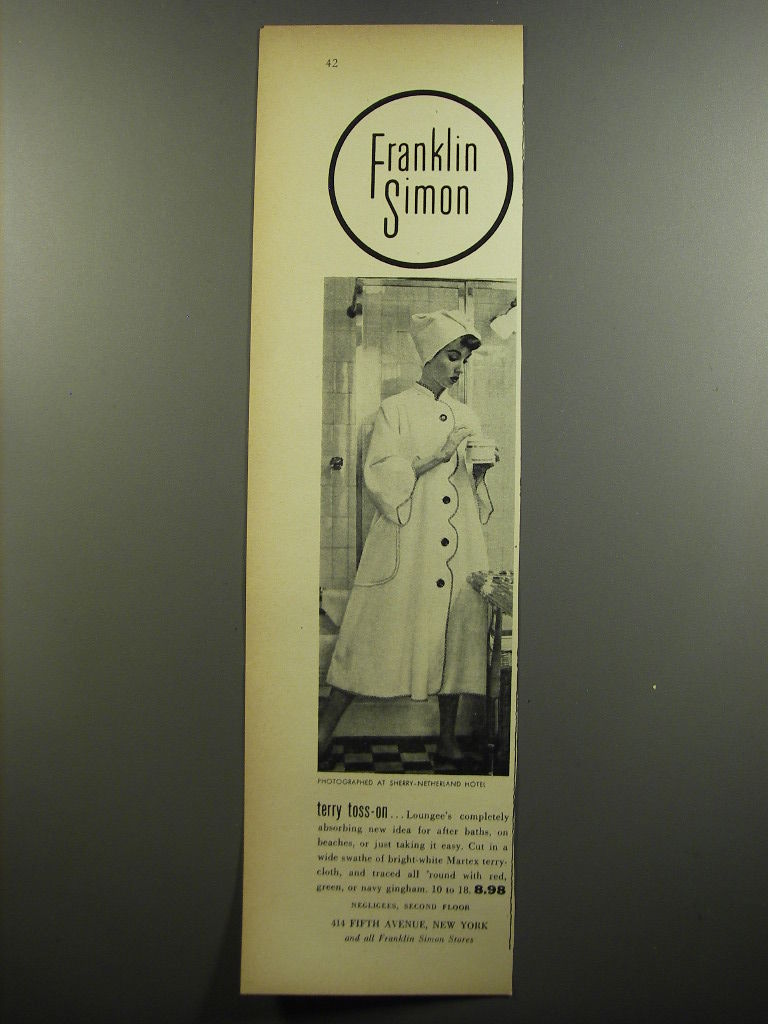 42
Franklin
Simon
PHOTOGRAPHED AT SHERRY-NETHERLAND HOTEL
terry toss-on ... Loungee's completely
absorbing new idea for after baths, on
beaches, or just taking it easy. Cut in a
wide swathe of bright-white Martex terry-
cloth, and traced all 'round with red,
green, or navy gingham. 10 to 18. 8.98
NEGLIGEES, SECOND FLOOR
414 FIFTH AVENUE, NEW YORK
and all Franklin Simon Stores